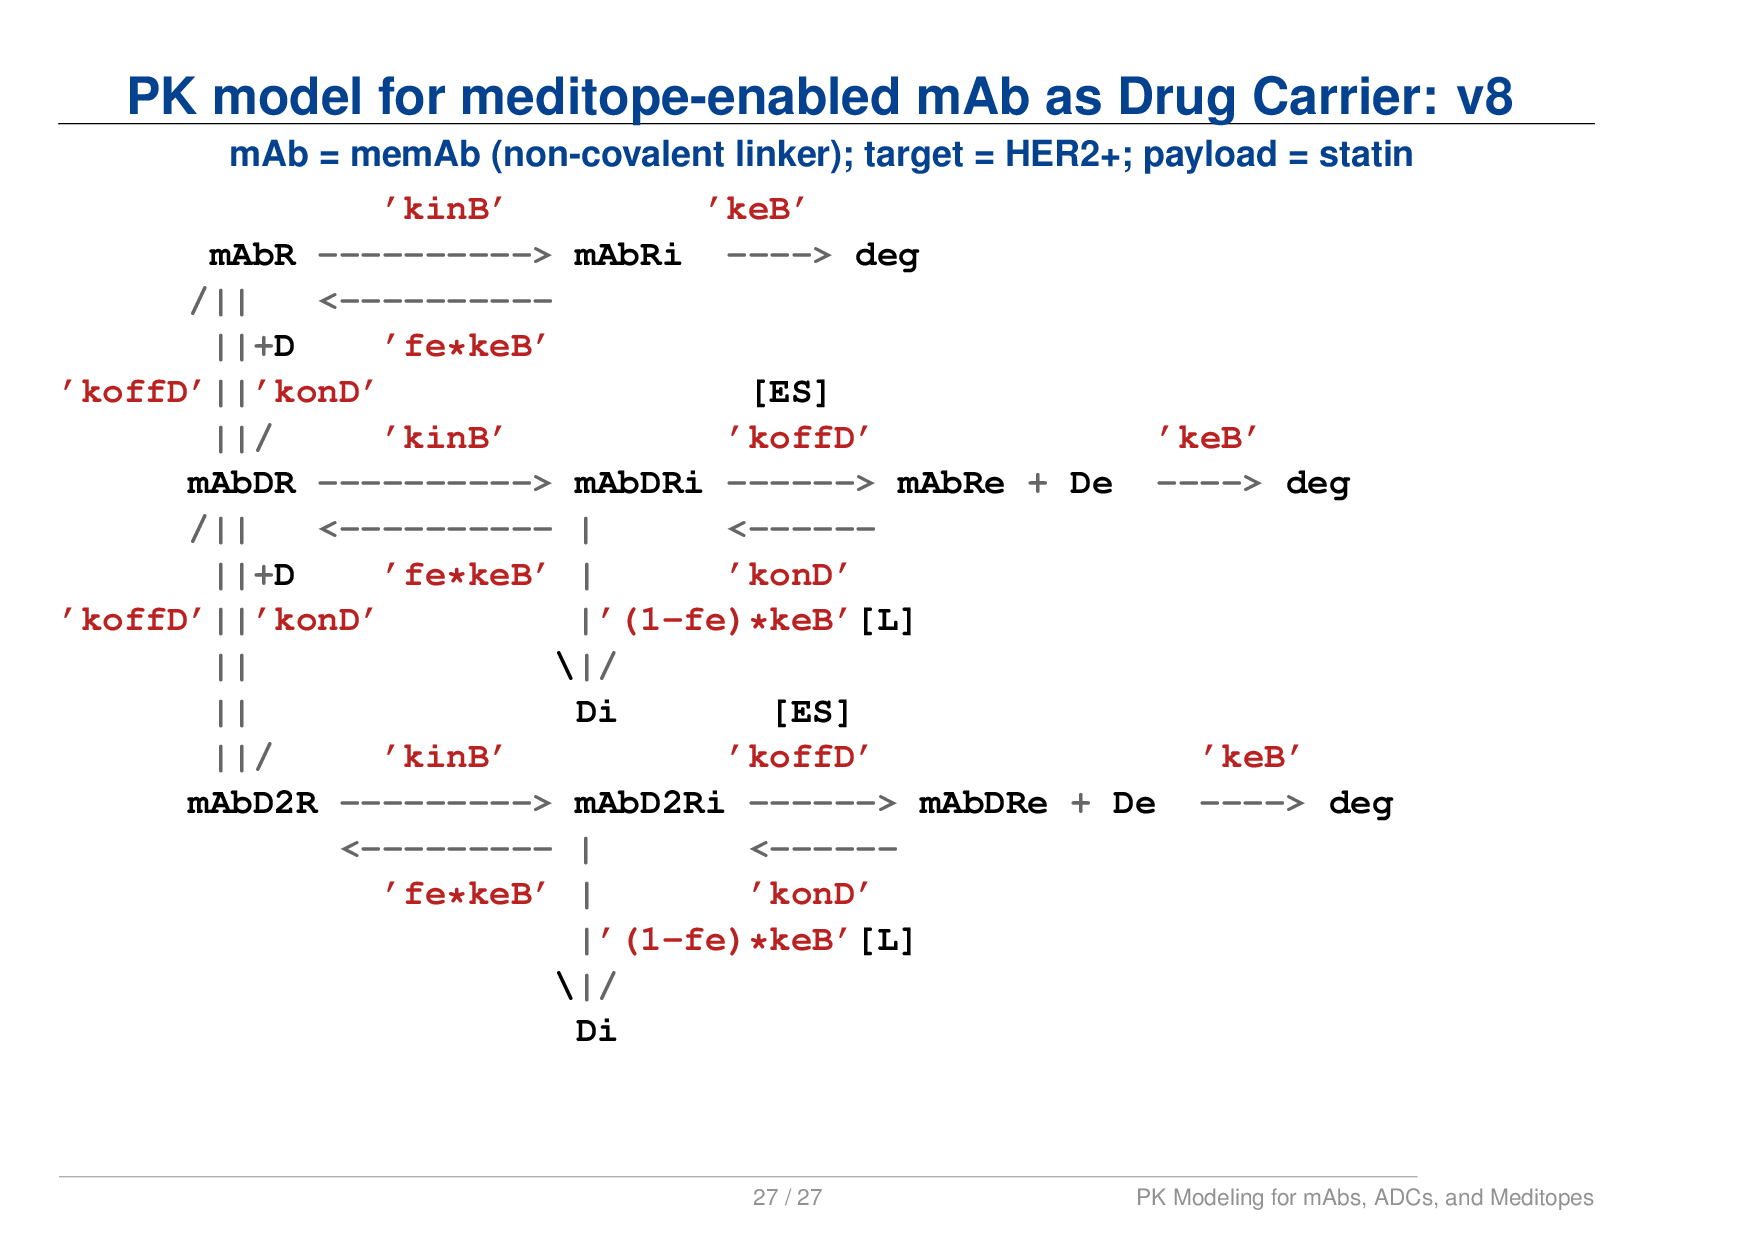 PK model for meditope-enabled mAb as Drug Carrier: v8
mAb = memAb (non-covalent linker); target = HER2+; payload = statin
                              'kinB'         'keB'
              mAbR ----------> mAbRi  ----> deg
             /||   <----------
              ||+D    'fe*keB'
       'koffD'||'konD'                 [ES]
              ||/     'kinB'          'koffD'             'keB'
             mAbDR ----------> mAbDRi ------> mAbRe + De  ----> deg
             /||   <---------- |      <------
              ||+D    'fe*keB' |      'konD'
       'koffD'||'konD'         |'(1-fe)*keB'[L]
              ||              \|/
              ||               Di      [ES]
              ||/     'kinB'          'koffD'               'keB'
             mAbD2R ---------> mAbD2Ri ------> mAbDRe + De  ----> deg
                    <--------- |       <------
                      'fe*keB' |       'konD'
                               |'(1-fe)*keB'[L]
                              \|/
                               Di
27 / 27 PK Modeling for mAbs, ADCs, and Meditopes